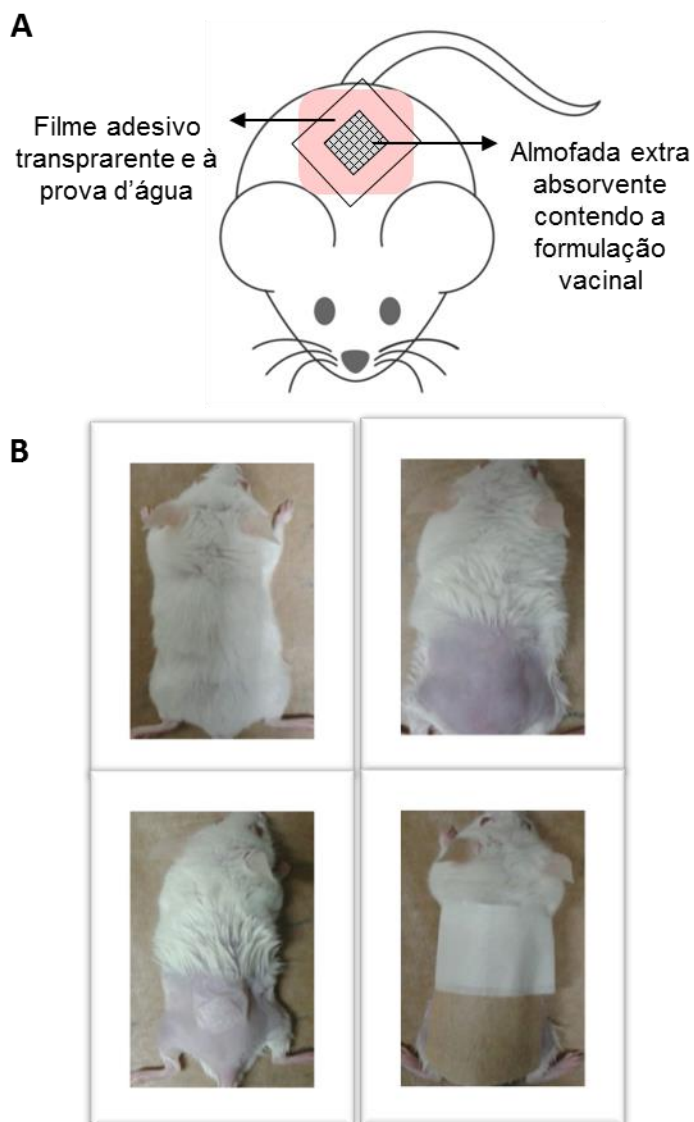 A
Filme adesivo
transprarente e à
prova d'água
Almofada extra
absorvente
contendo a
formulação
vacinal
B